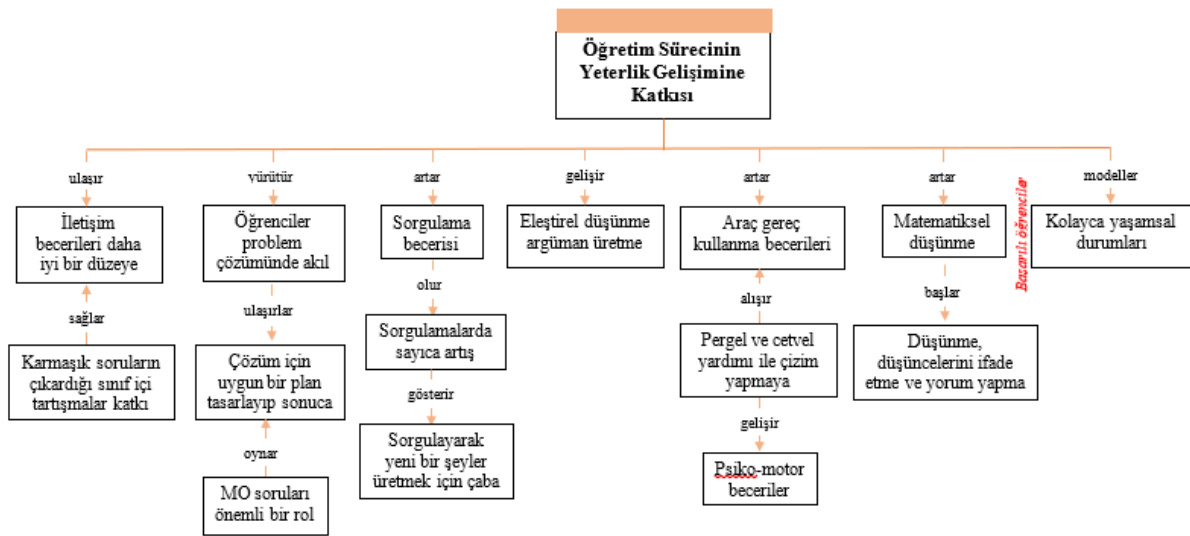 Öğretim Sürecinin
Yeterlik Gelişimine
Katkısı
ulaşır
yürütür
artar
gelişir
artar
artar
modeller
İletişim
becerileri daha
iyi bir düzeye
Öğrenciler
problem
çözümünde akıl
Sorgulama
becerisi
Eleştirel düşünme
argüman üretme
Araç gereç
kullanma becerileri
Matematiksel
düşünme
Başarılı öğrenciler
Kolayca yaşamsal
durumları
sağlar
ulaşırlar
olur
alışır
başlar
Karmaşık soruların
çıkardığı sınıf içi
tartışmalar katkı
Çözüm için
uygun bir plan
tasarlayıp sonuca
Sorgulamalarda
sayıca artış
Pergel ve cetvel
yardımı ile çizim
yapmaya
Düşünme,
düşüncelerini ifade
etme ve yorum yapma
oynar
gösterir
gelişir
MO soruları
önemli bir rol
Sorgulayarak
yeni bir şeyler
üretmek için çaba
Psiko-motor
beceriler